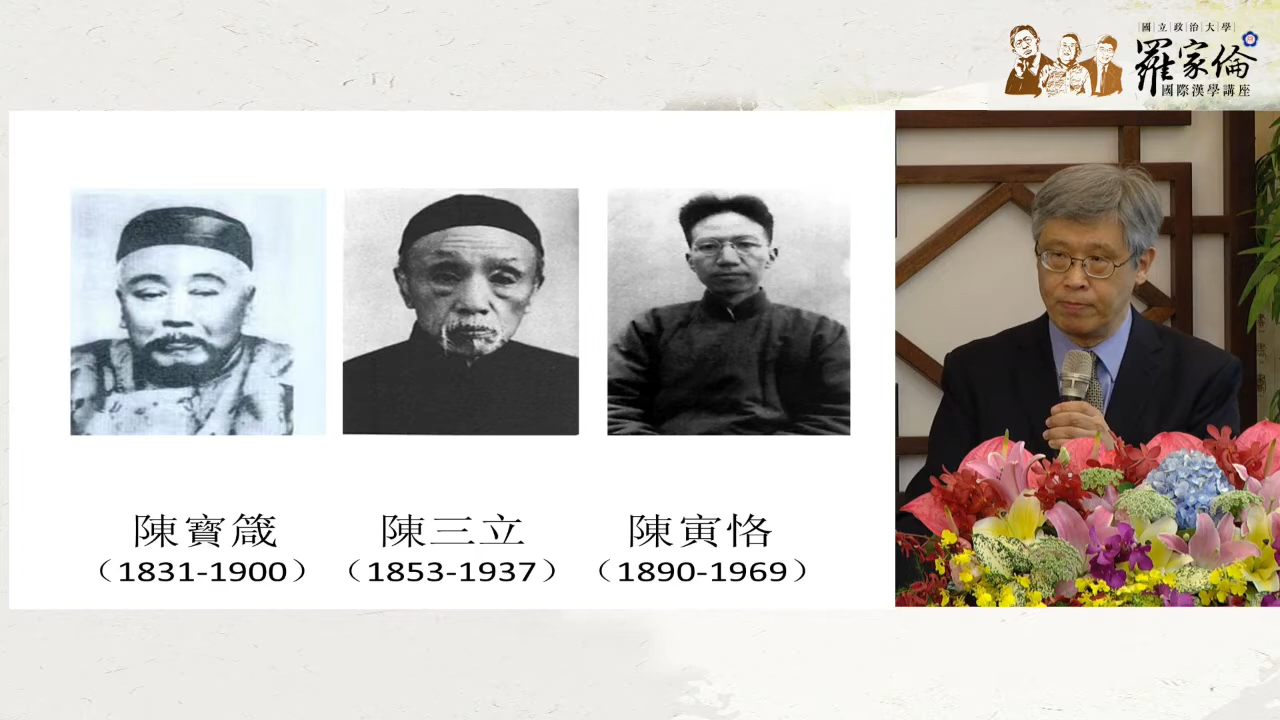 國立政治大學
羅家倫
國際漢學講座
陳寶箴 陳三立 陳寅恪
（1831-1900） （1853-1937） （1890-1969）